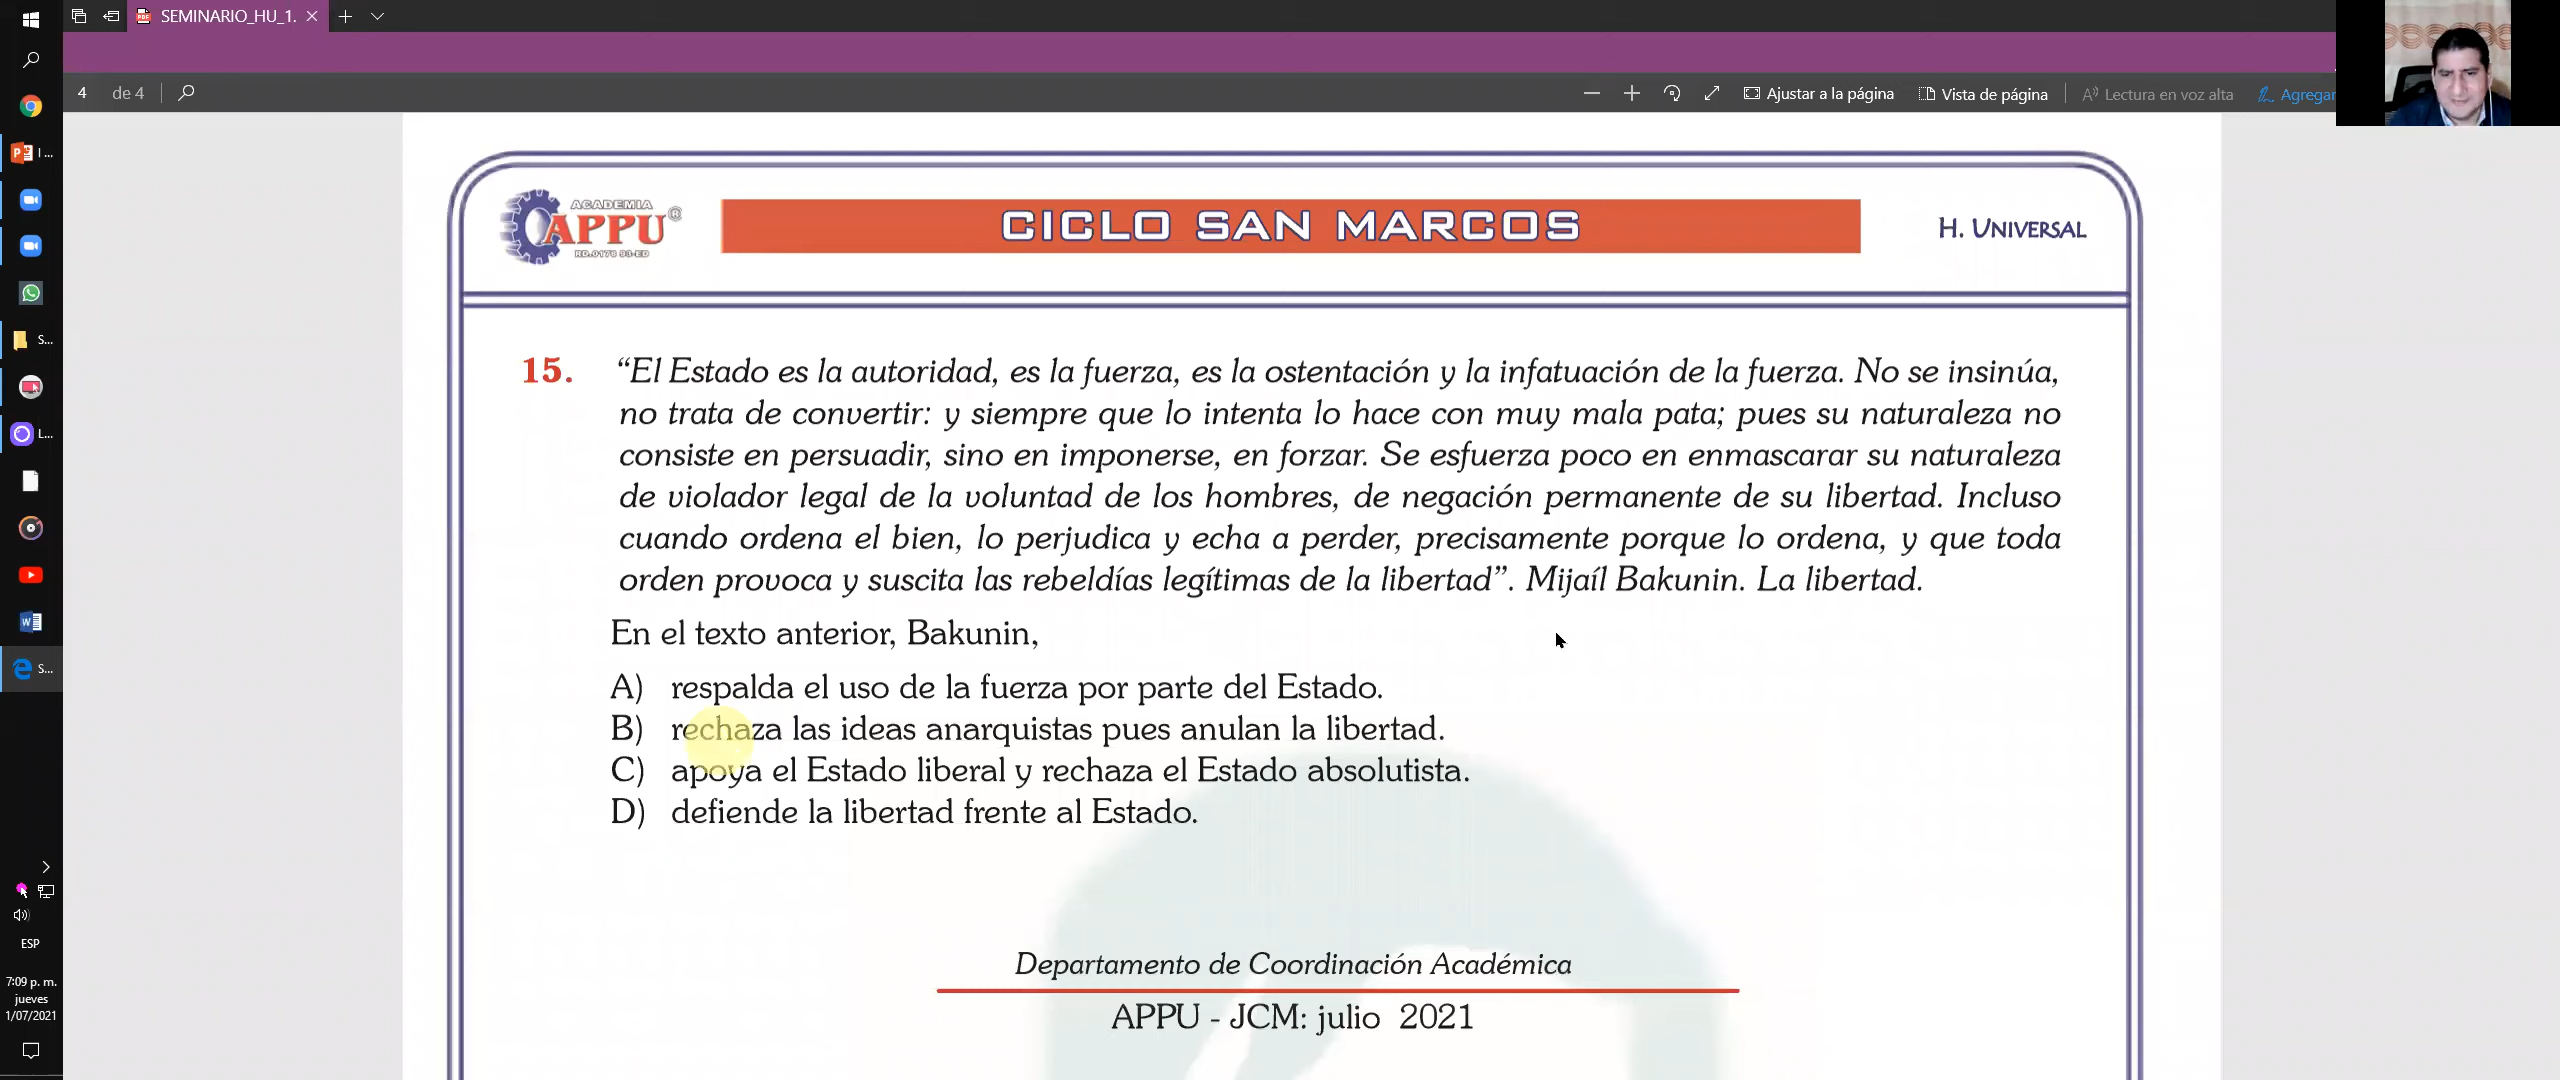 SEMINARIO_HU_1.
4 de 4
Ajustar a la página
Vista de página
Lectura en voz alta
Agregar
ACADEMIA
APPU
RD.0178 93-ED
CICLO SAN MARCOS
H. UNIVERSAL
15. “El Estado es la autoridad, es la fuerza, es la ostentación y la infatuación de la fuerza. No se insinúa,
no trata de convertir: y siempre que lo intenta lo hace con muy mala pata; pues su naturaleza no
consiste en persuadir, sino en imponerse, en forzar. Se esfuerza poco en enmascarar su naturaleza
de violador legal de la voluntad de los hombres, de negación permanente de su libertad. Incluso
cuando ordena el bien, lo perjudica y echa a perder, precisamente porque lo ordena, y que toda
orden provoca y suscita las rebeldías legítimas de la libertad”. Mijaíl Bakunin. La libertad.
En el texto anterior, Bakunin,
A) respalda el uso de la fuerza por parte del Estado.
B) rechaza las ideas anarquistas pues anulan la libertad.
C) apoya el Estado liberal y rechaza el Estado absolutista.
D) defiende la libertad frente al Estado.
Departamento de Coordinación Académica
APPU - JCM: julio 2021
I ...
S...
L...
S...
ESP
7:09 p. m.
jueves
1/07/2021